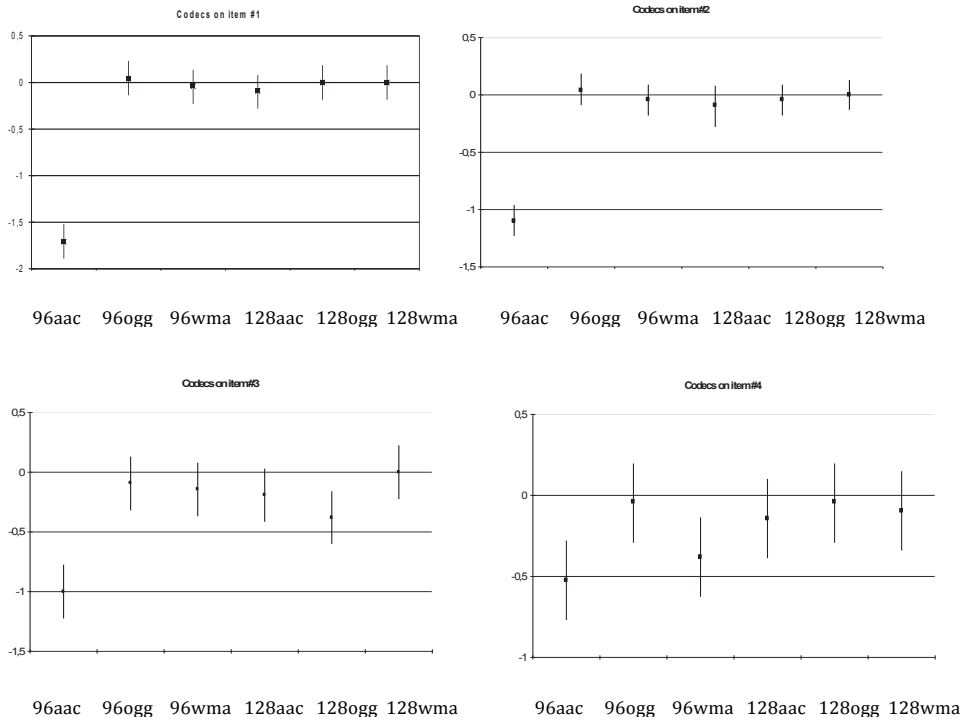 Codecs on item #1
0,5
0
-0,5
-1
-1,5
-2
96aac 96ogg 96wma 128aac 128ogg 128wma
Codecs on item#2
0,5
0
-0,5
-1
-1,5
96aac 96ogg 96wma 128aac 128ogg 128wma
Codecs on item#3
0,5
0
-0,5
-1
-1,5
96aac 96ogg 96wma 128aac 128ogg 128wma
Codecs on item#4
0,5
0
-0,5
-1
96aac 96ogg 96wma 128aac 128ogg 128wma